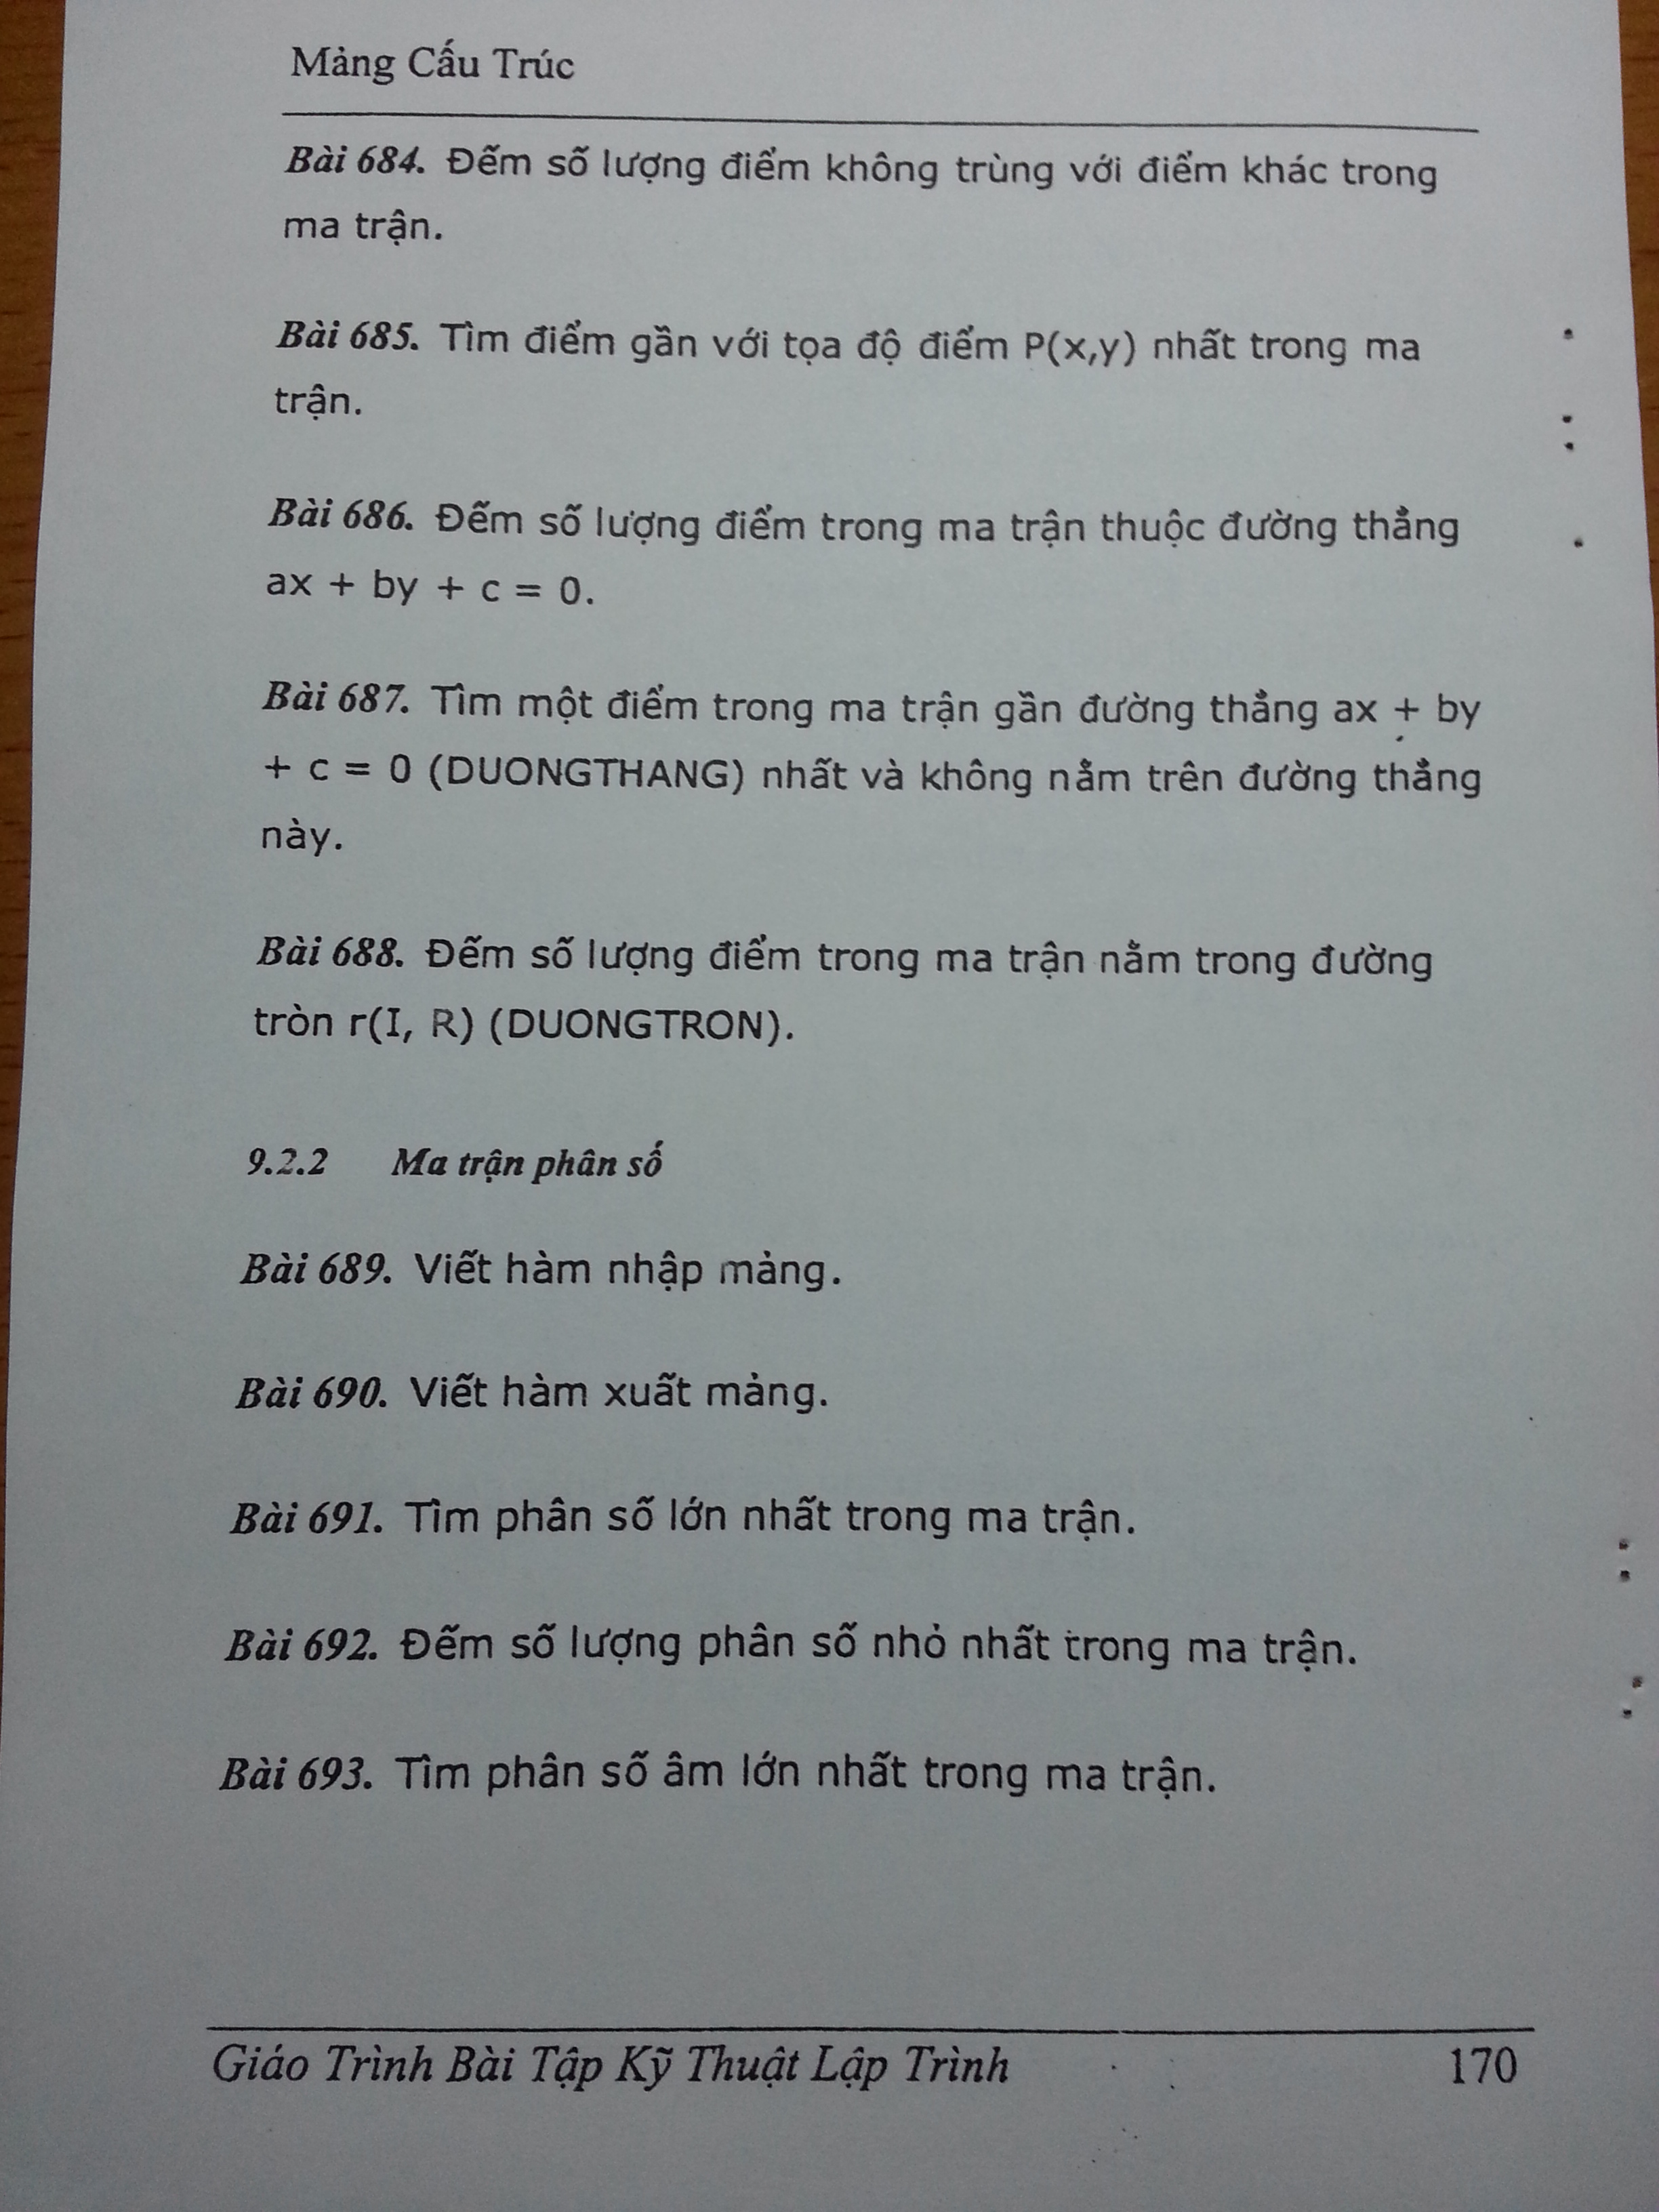 Mảng Cấu Trúc
Bài 684. Đếm số lượng điểm không trùng với điểm khác trong
ma trận.
Bài 685. Tìm điểm gần với tọa độ điểm P(x,y) nhất trong ma
trận.
Bài 686. Đếm số lượng điểm trong ma trận thuộc đường thẳng
ax + by + c = 0.
Bài 687. Tìm một điểm trong ma trận gần đường thẳng ax + by
+ c = 0 (DUONGTHANG) nhất và không nằm trên đường thẳng
này.
Bài 688. Đếm số lượng điểm trong ma trận nằm trong đường
tròn r(I, R) (DUONGTRON).
9.2.2 Ma trận phân số
Bài 689. Viết hàm nhập mảng.
Bài 690. Viết hàm xuất mảng.
Bài 691. Tìm phân số lớn nhất trong ma trận.
Bài 692. Đếm số lượng phân số nhỏ nhất trong ma trận.
Bài 693. Tìm phân số âm lớn nhất trong ma trận.
Giáo Trình Bài Tập Kỹ Thuật Lập Trình 170